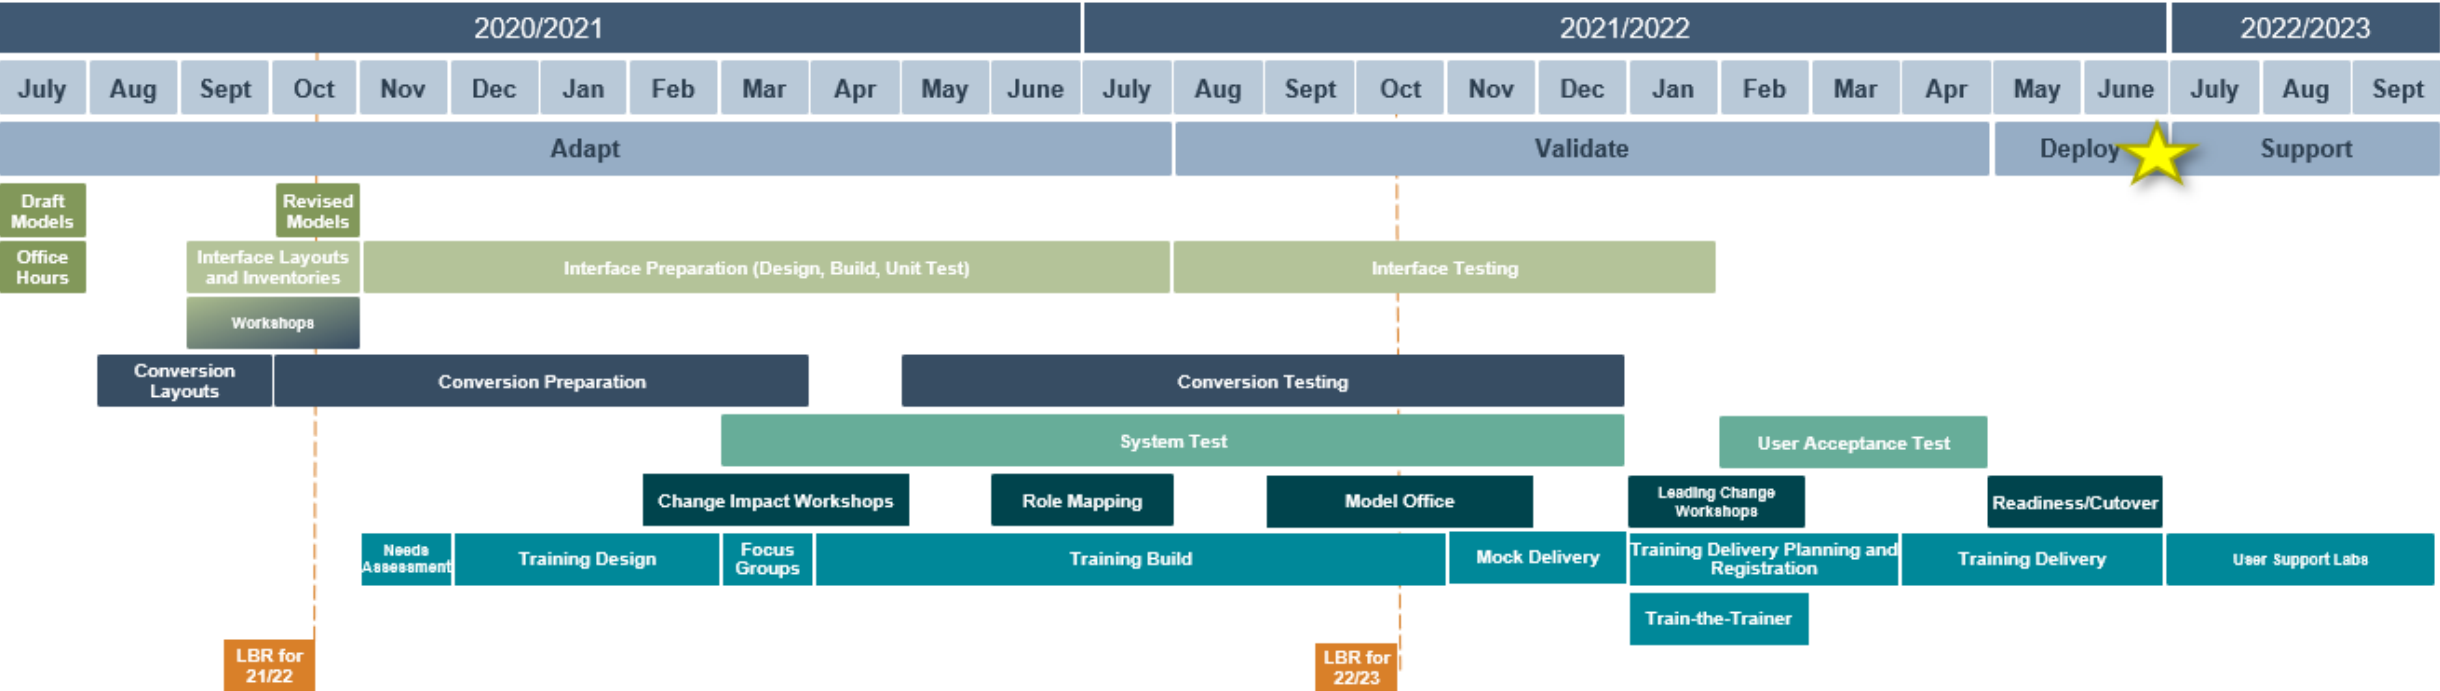 2020/2021
2021/2022
2022/2023
July Aug Sept Oct Nov Dec Jan Feb Mar Apr May June July Aug Sept Oct Nov Dec Jan Feb Mar Apr May June July Aug Sept
Adapt
Validate
Deploy
Support
Draft
Models
Revised
Models
Office
Hours
Interface Layouts
and Inventories
Interface Preparation (Design, Build, Unit Test)
Interface Testing
Workshops
Conversion
Layouts
Conversion Preparation
Conversion Testing
System Test
User Acceptance Test
Change Impact Workshops
Role Mapping
Model Office
Leading Change
Workshops
Readiness/Cutover
Needs
Assessment
Training Design
Focus
Groups
Training Build
Mock Delivery
Training Delivery Planning and
Registration
Training Delivery
User Support Labs
Train-the-Trainer
LBR for
21/22
LBR for
22/23